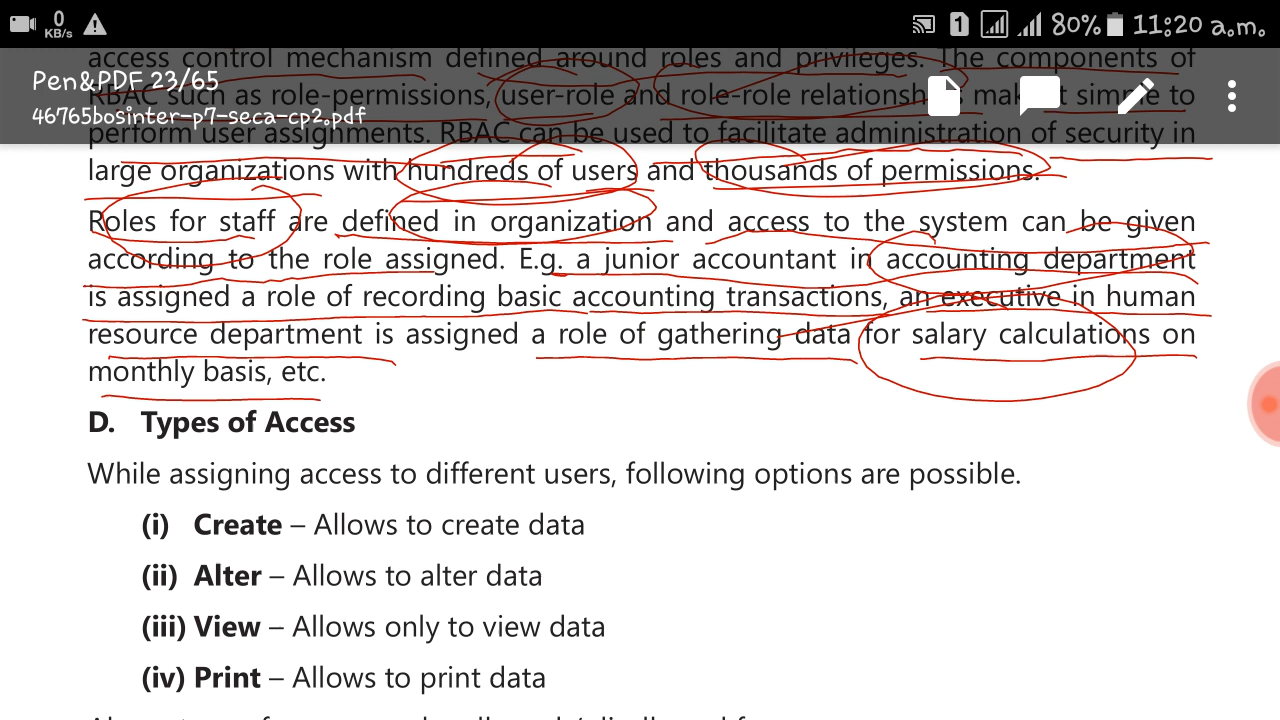 0 KB/s 1 80% 11:20 a.m.
access control mechanism defined around roles and privileges. The components of
Pen&PDF 23/65
RBAC such as role-permissions, user-role and role-role relationships make it simple to
46765bosinter-p7-seca-cp2.pdf
perform user assignments. RBAC can be used to facilitate administration of security in
large organizations with hundreds of users and thousands of permissions.
Roles for staff are defined in organization and access to the system can be given
according to the role assigned. E.g. a junior accountant in accounting department
is assigned a role of recording basic accounting transactions, an executive in human
resource department is assigned a role of gathering data for salary calculations on
monthly basis, etc.
D. Types of Access
While assigning access to different users, following options are possible.
(i) Create – Allows to create data
(ii) Alter – Allows to alter data
(iii) View – Allows only to view data
(iv) Print – Allows to print data